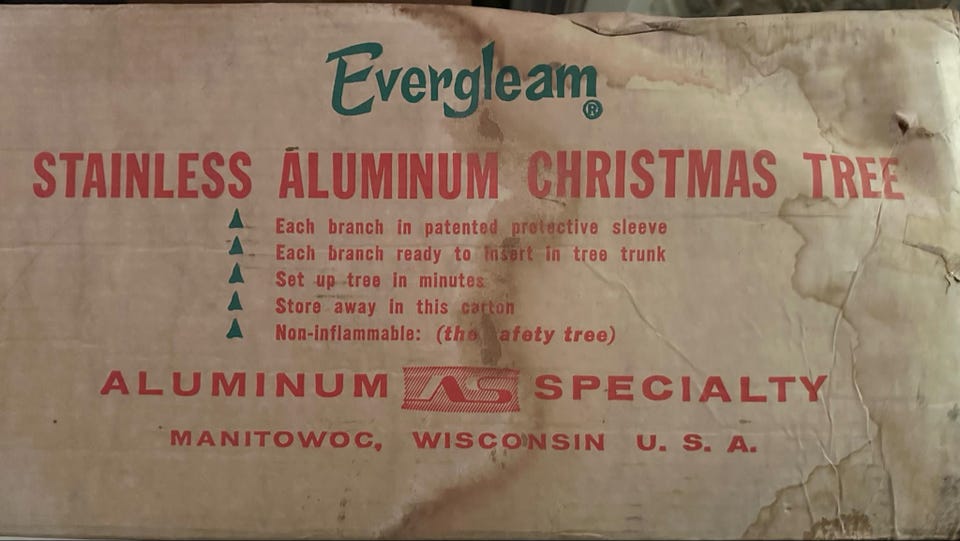 Evergleam®
STAINLESS ALUMINUM CHRISTMAS TREE
Each branch in patented protective sleeve
Each branch ready to insert in tree trunk
Set up tree in minutes
Store away in this carton
Non-inflammable: (the safety tree)
ALUMINUM AS SPECIALTY
MANITOWOC, WISCONSIN U. S. A.